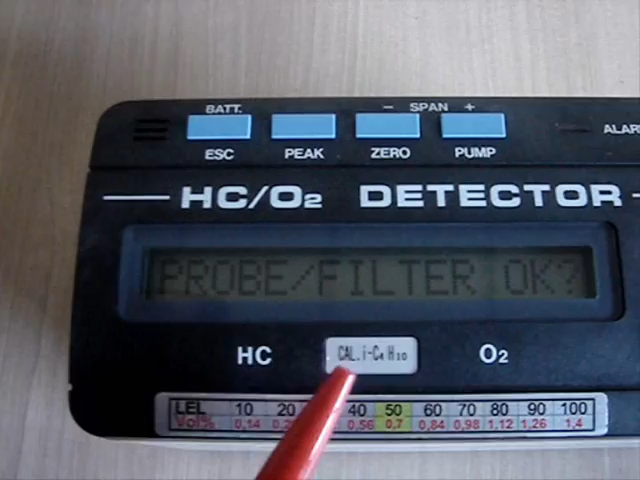 BATT. - SPAN +
ESC PEAK ZERO PUMP
HC/O₂ DETECTOR
PROBE/FILTER OK?
HC CAL.i-C₄H₁₀ O₂
LEL 10 20 40 50 60 70 80 90 100
Vol% 0,14 0,56 0,7 0,84 0,98 1,12 1,26 1,4